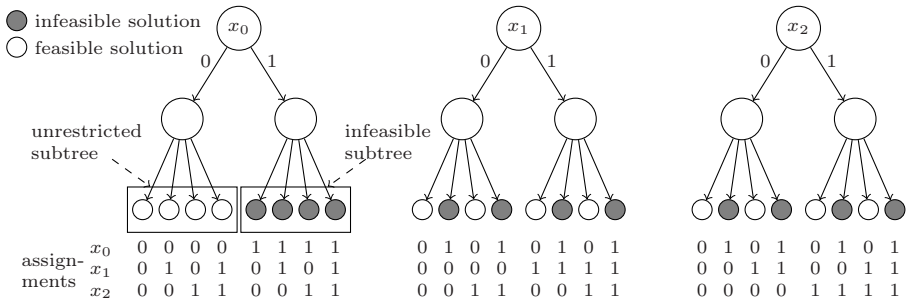 infeasible solution
feasible solution
x0 x1 x2
0 1 0 1 0 1
unrestricted
subtree
infeasible
subtree
x0 0 0 0 0 1 1 1 1 0 1 0 1 0 1 0 1 0 1 0 1 0 1 0 1
assign-
ments
x1 0 1 0 1 0 1 0 1 0 0 0 0 1 1 1 1 0 0 1 1 0 0 1 1
x2 0 0 1 1 0 0 1 1 0 0 1 1 0 0 1 1 0 0 0 0 1 1 1 1